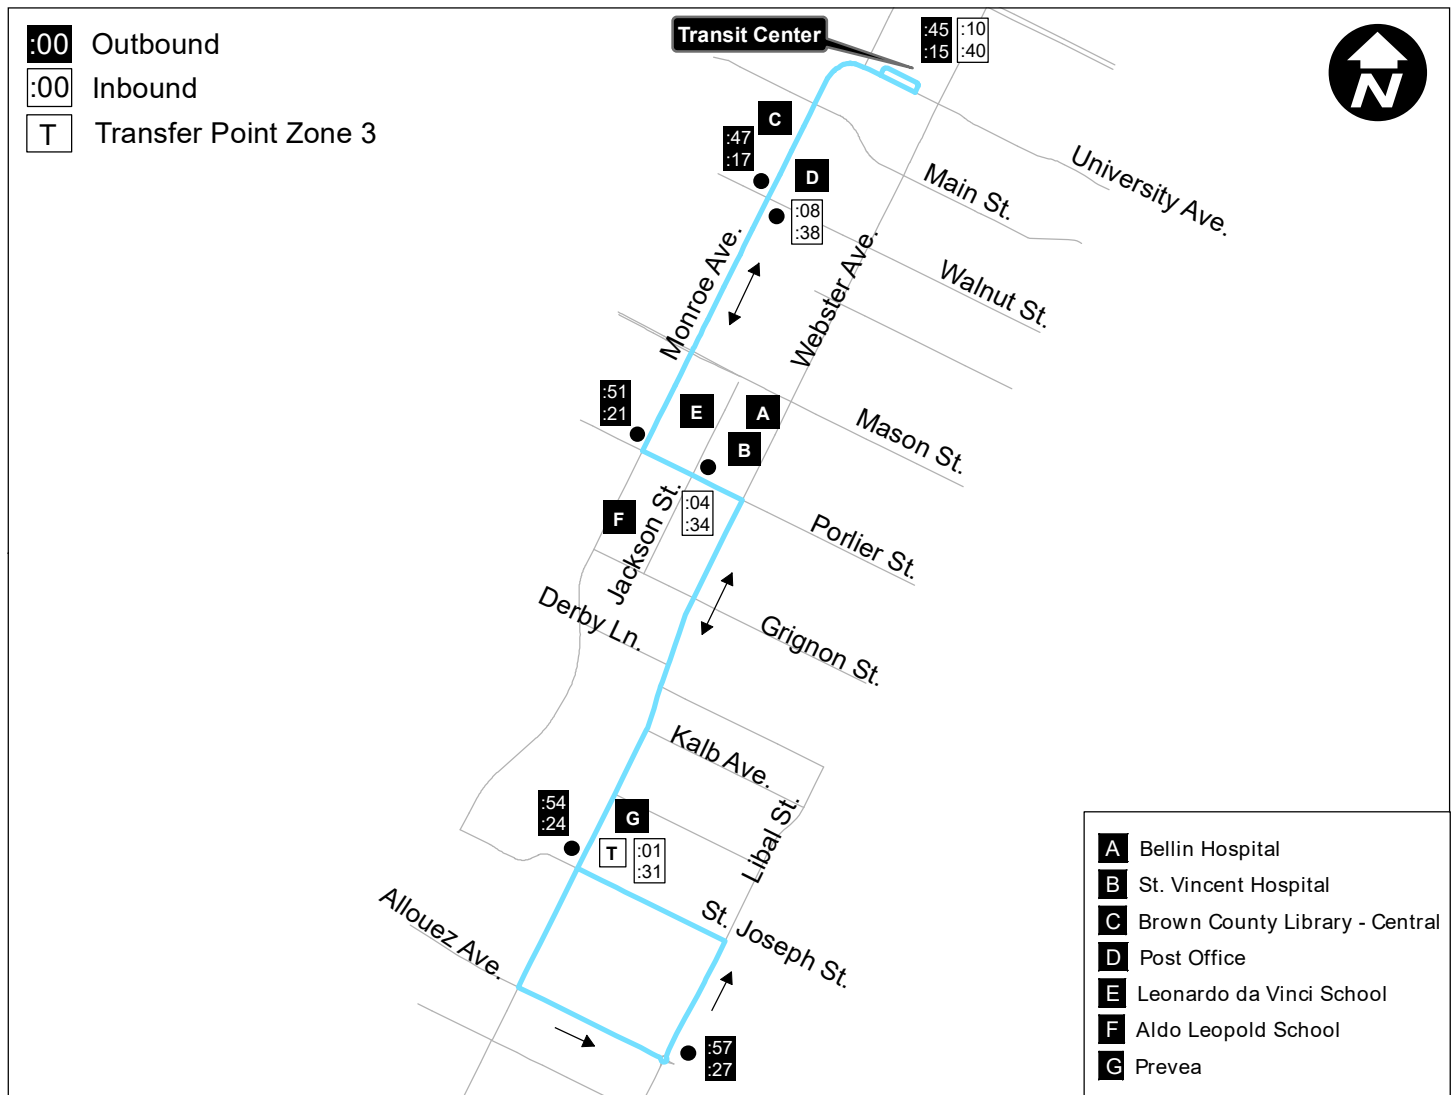 :00 Outbound
:00 Inbound
T Transfer Point Zone 3
Transit Center
:45 :10
:15 :40
N
C
:47
:17
D
:08
:38
University Ave.
Main St.
Walnut St.
Monroe Ave.
Webster Ave.
:51
:21
E
A
B
Mason St.
F
:04
:34
Jackson St.
Porlier St.
Derby Ln.
Grignon St.
Kalb Ave.
:54
:24
G
T
:01
:31
Libal St.
St. Joseph St.
Allouez Ave.
:57
:27
A Bellin Hospital
B St. Vincent Hospital
C Brown County Library - Central
D Post Office
E Leonardo da Vinci School
F Aldo Leopold School
G Prevea